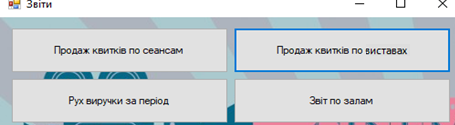 Звіти
Продаж квитків по сеансам
Продаж квитків по виставах
Рух виручки за період
Звіт по залам